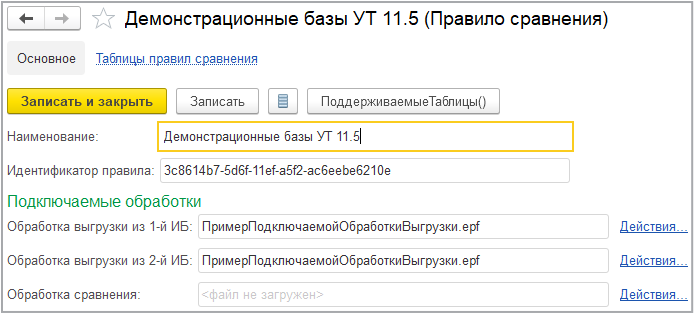 Демонстрационные базы УТ 11.5 (Правило сравнения)
Основное Таблицы правил сравнения
Записать и закрыть Записать ПоддерживаемыеТаблицы()
Наименование: Демонстрационные базы УТ 11.5
Идентификатор правила: 3c8614b7-5d6f-11ef-a5f2-ac6eebe6210e
Подключаемые обработки
Обработка выгрузки из 1-й ИБ: ПримерПодключаемойОбработкиВыгрузки.epf Действия...
Обработка выгрузки из 2-й ИБ: ПримерПодключаемойОбработкиВыгрузки.epf Действия...
Обработка сравнения: <файл не загружен> Действия...